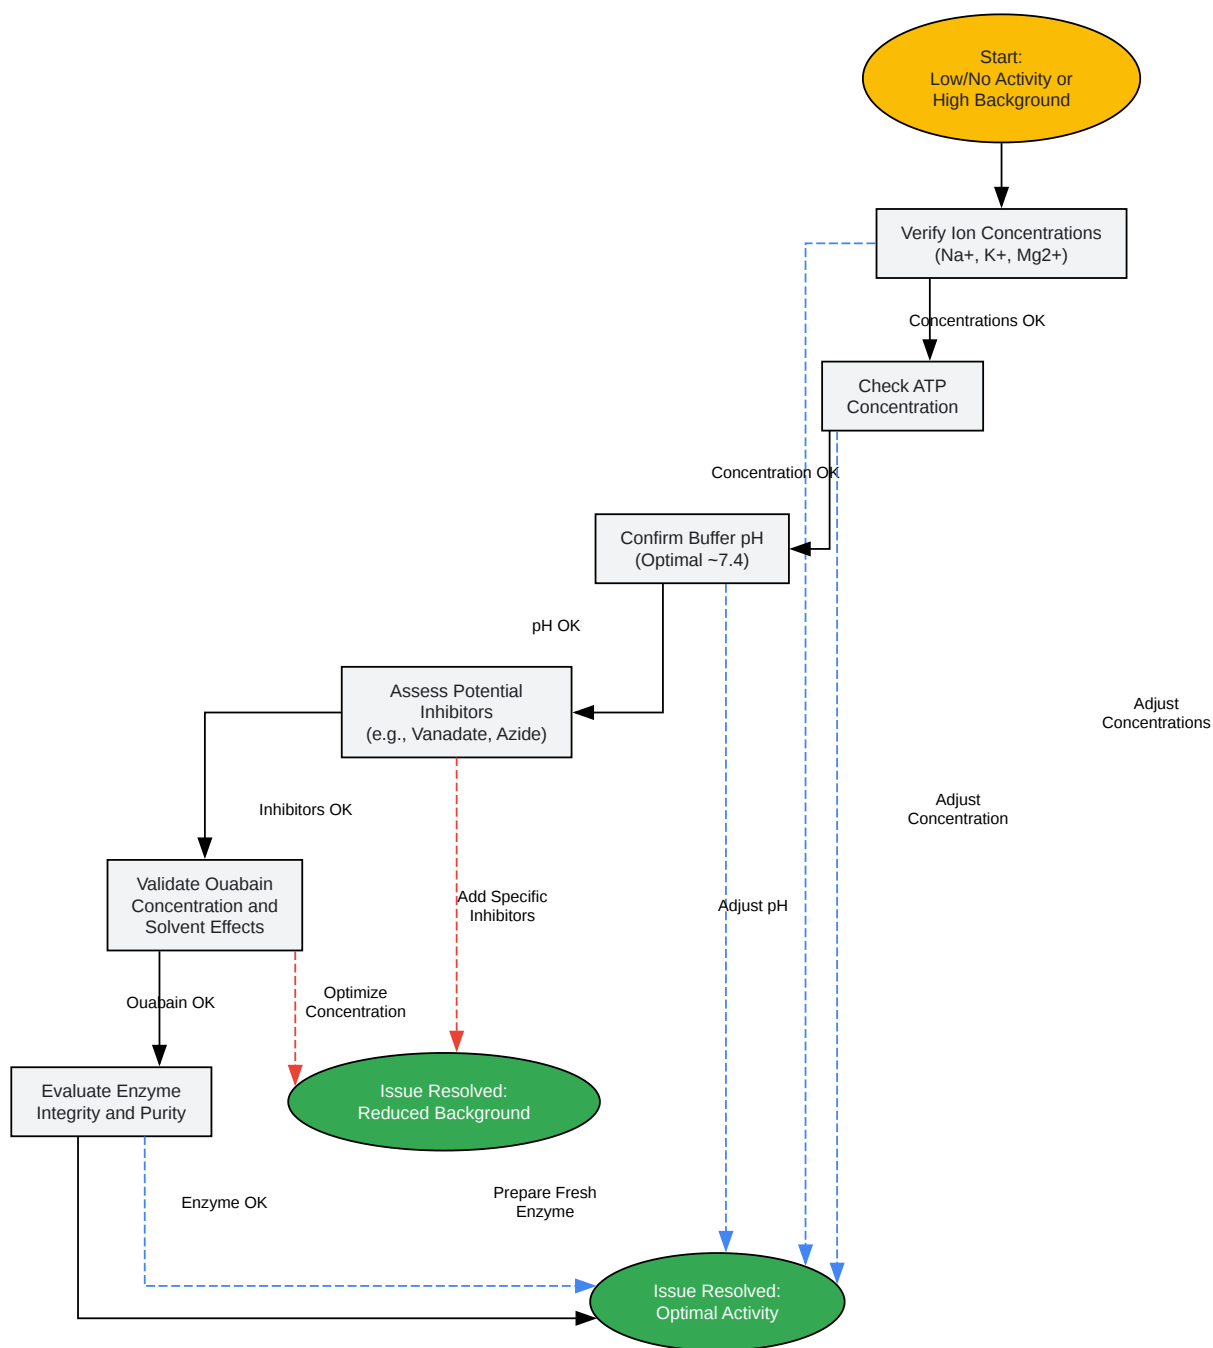 Start:
Low/No Activity or
High Background
Verify Ion Concentrations
(Na+, K+, Mg2+)
Concentrations OK
Check ATP
Concentration
Concentration OK
Confirm Buffer pH
(Optimal ~7.4)
pH OK
Assess Potential
Inhibitors
(e.g., Vanadate, Azide)
Adjust
Concentrations
Adjust
Concentration
Inhibitors OK
Validate Ouabain
Concentration and
Solvent Effects
Add Specific
Inhibitors
Adjust pH
Ouabain OK
Optimize
Concentration
Evaluate Enzyme
Integrity and Purity
Issue Resolved:
Reduced Background
Enzyme OK
Prepare Fresh
Enzyme
Issue Resolved:
Optimal Activity